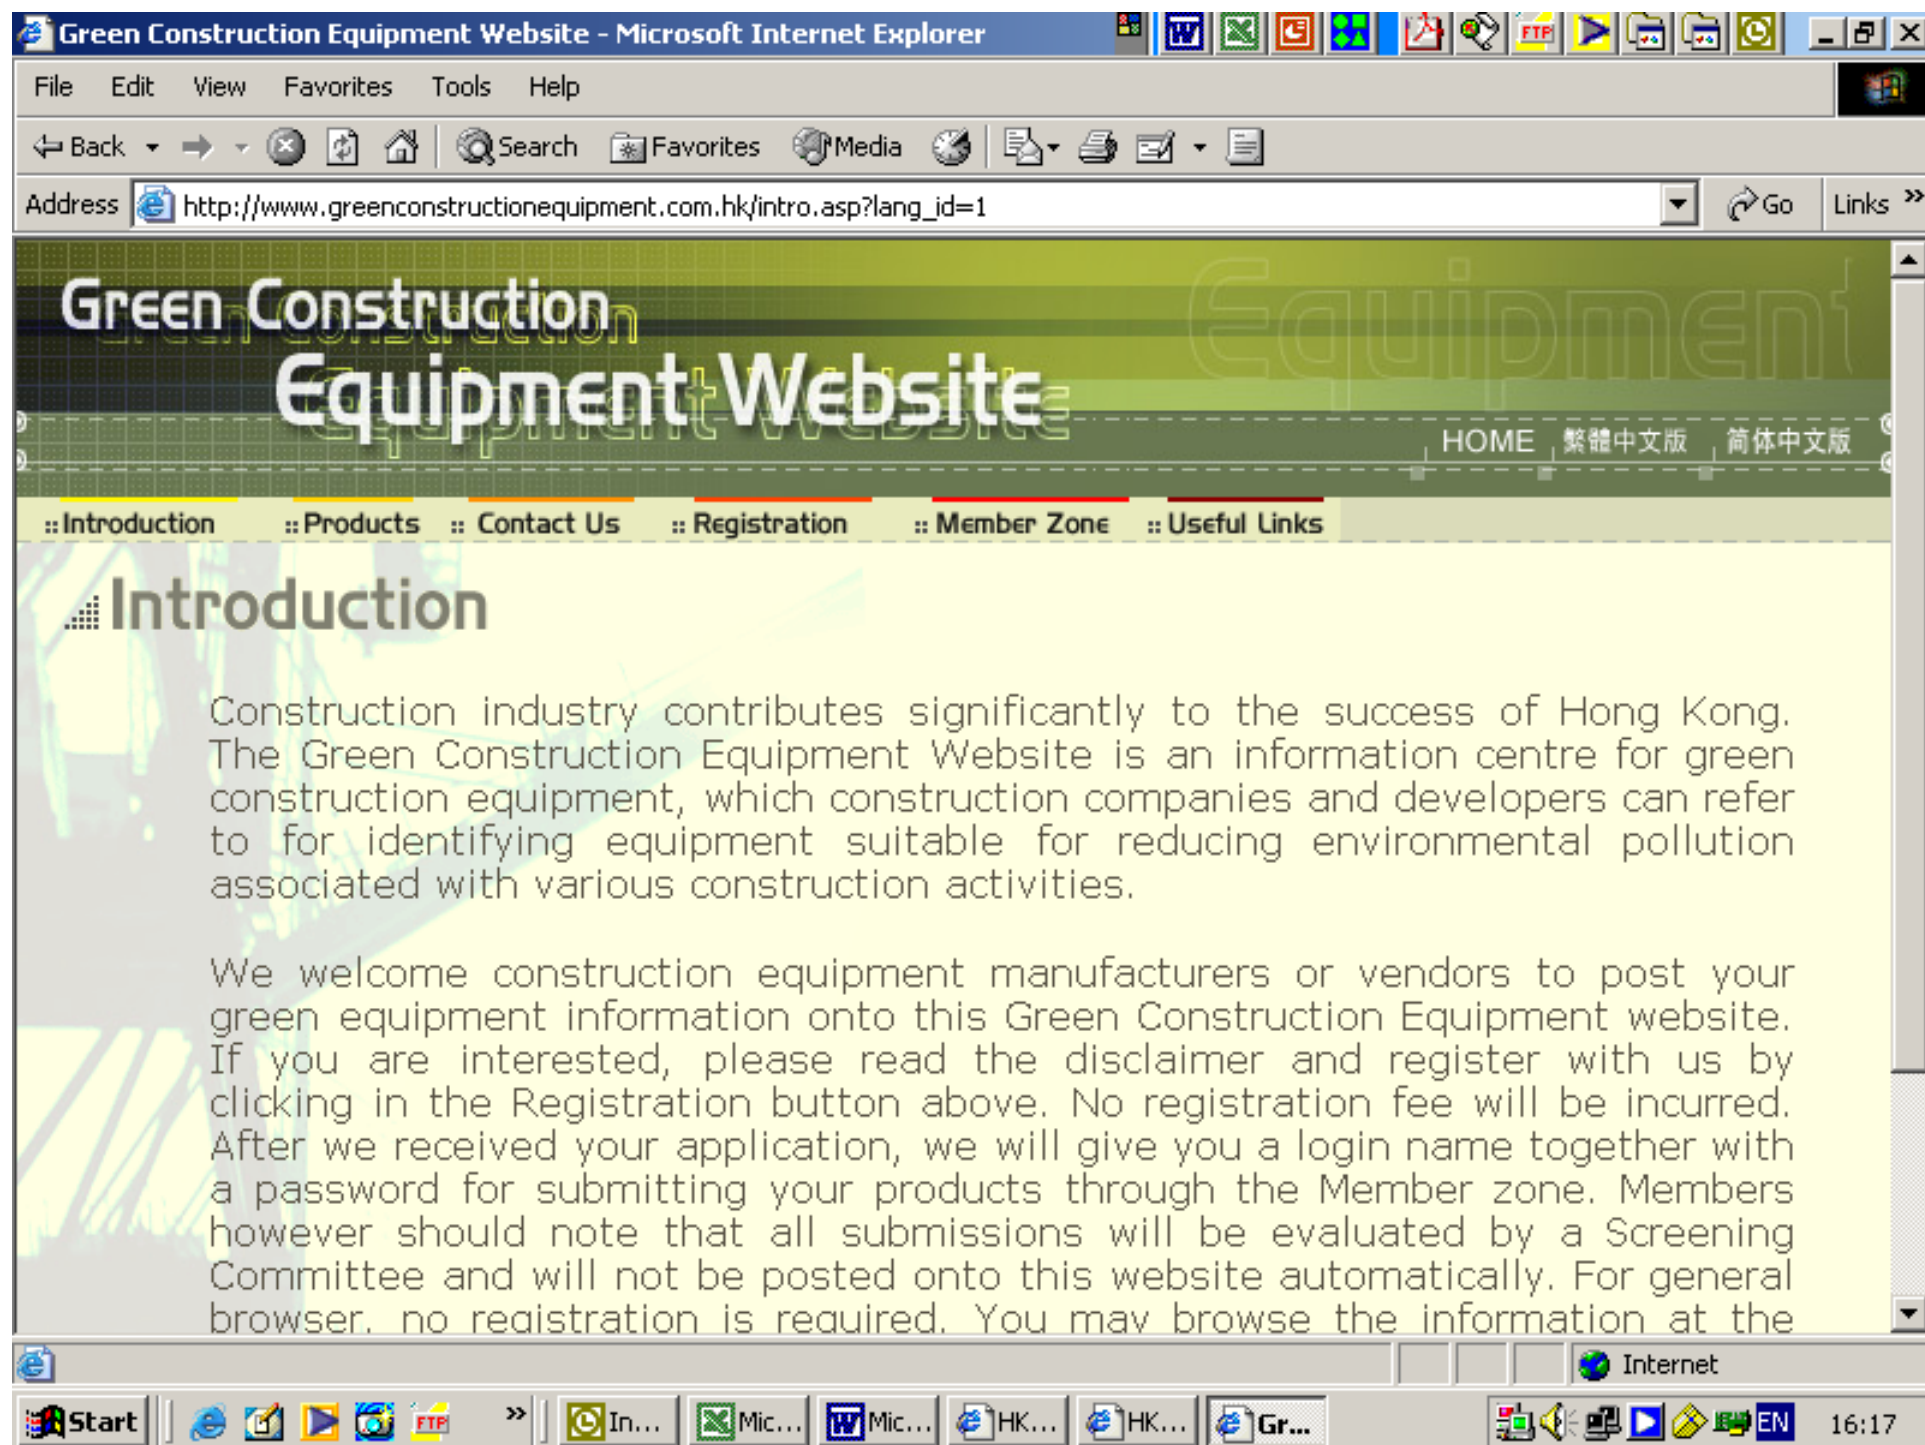 Green Construction Equipment Website - Microsoft Internet Explorer
File Edit View Favorites Tools Help
Back Search Favorites Media
Address http://www.greenconstructionequipment.com.hk/intro.asp?lang_id=1 Go Links »
Green Construction
Equipment Website
Equipment
HOME 繁體中文版 简体中文版
:: Introduction :: Products :: Contact Us :: Registration :: Member Zone :: Useful Links
Introduction
Construction industry contributes significantly to the success of Hong Kong.
The Green Construction Equipment Website is an information centre for green
construction equipment, which construction companies and developers can refer
to for identifying equipment suitable for reducing environmental pollution
associated with various construction activities.
We welcome construction equipment manufacturers or vendors to post your
green equipment information onto this Green Construction Equipment website.
If you are interested, please read the disclaimer and register with us by
clicking in the Registration button above. No registration fee will be incurred.
After we received your application, we will give you a login name together with
a password for submitting your products through the Member zone. Members
however should note that all submissions will be evaluated by a Screening
Committee and will not be posted onto this website automatically. For general
browser, no registration is required. You may browse the information at the
Internet
Start FTP » In... Mic... Mic... HK... HK... Gr... EN 16:17